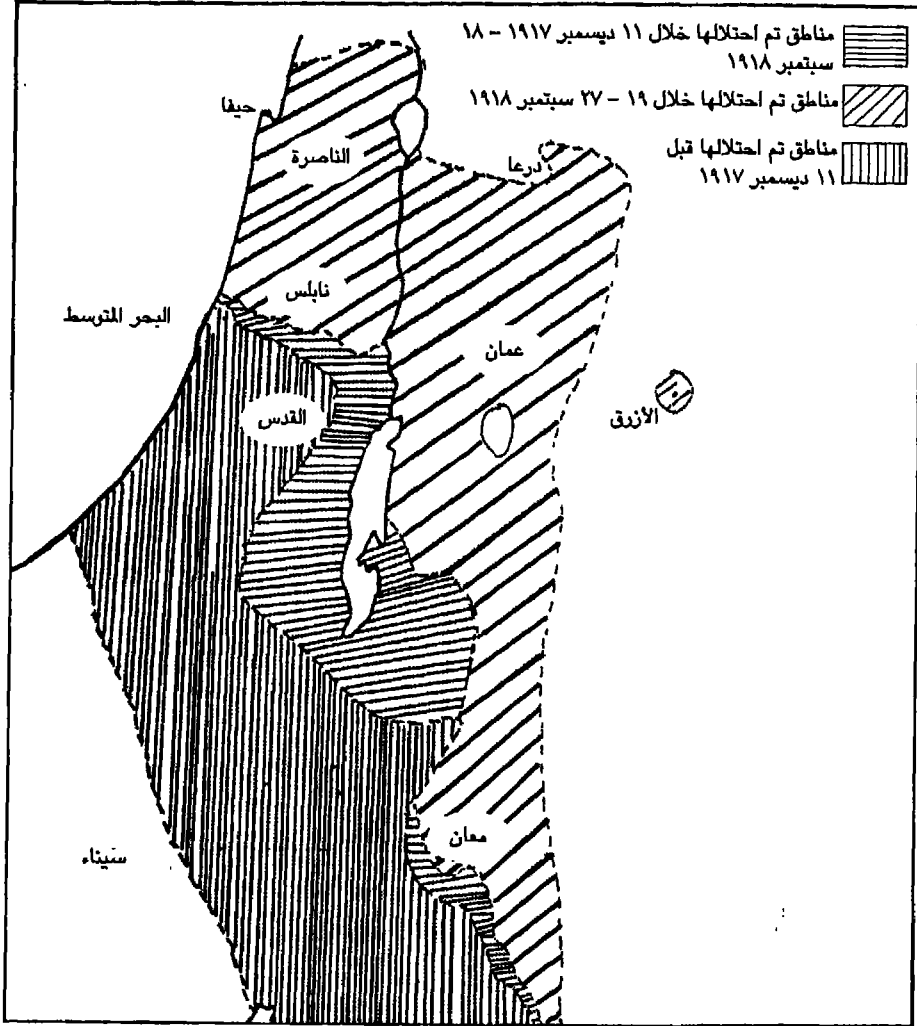 مناطق تم احتلالها خلال ١١ ديسمبر ١٩١٧ – ١٨
سبتمبر ١٩١٨
مناطق تم احتلالها خلال ١٩ – ٢٧ سبتمبر ١٩١٨
مناطق تم احتلالها قبل
١١ ديسمبر ١٩١٧
حيفا
الناصرة
درعا
نابلس
البحر المتوسط
عمان
الأزرق
القدس
معان
سيناء